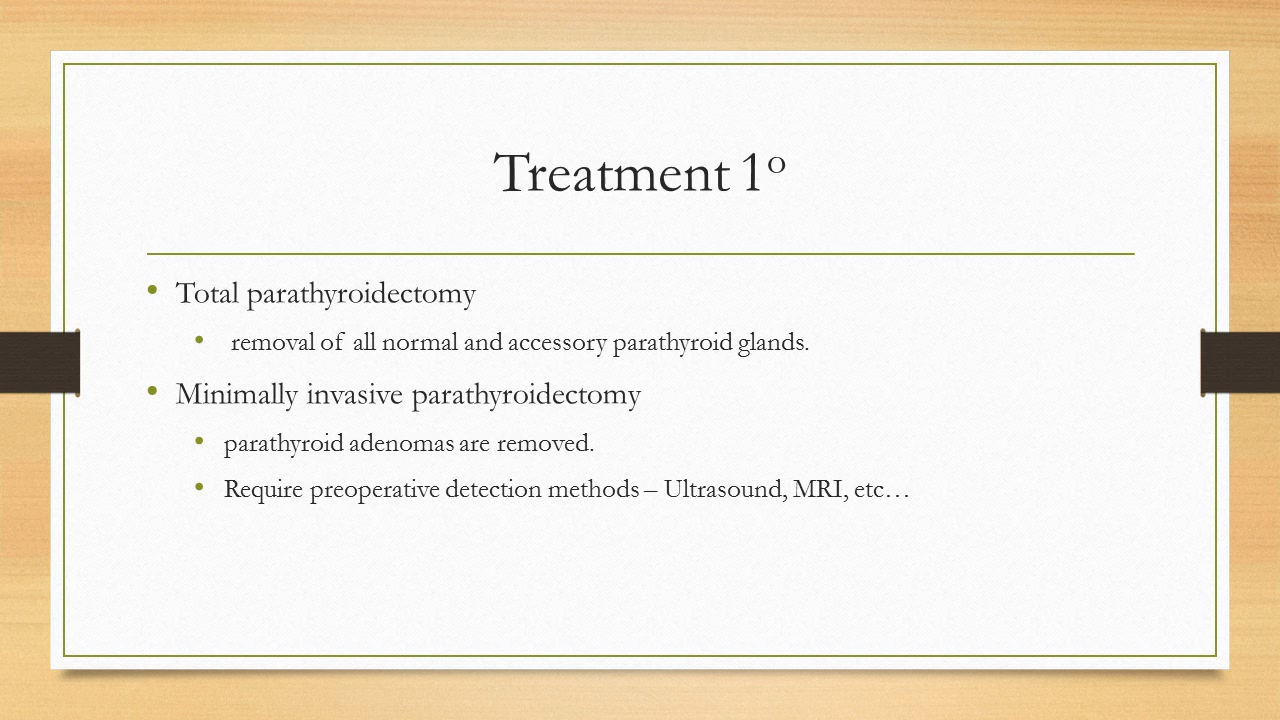 Treatment 1º
• Total parathyroidectomy
• removal of all normal and accessory parathyroid glands.
• Minimally invasive parathyroidectomy
• parathyroid adenomas are removed.
• Require preoperative detection methods – Ultrasound, MRI, etc…